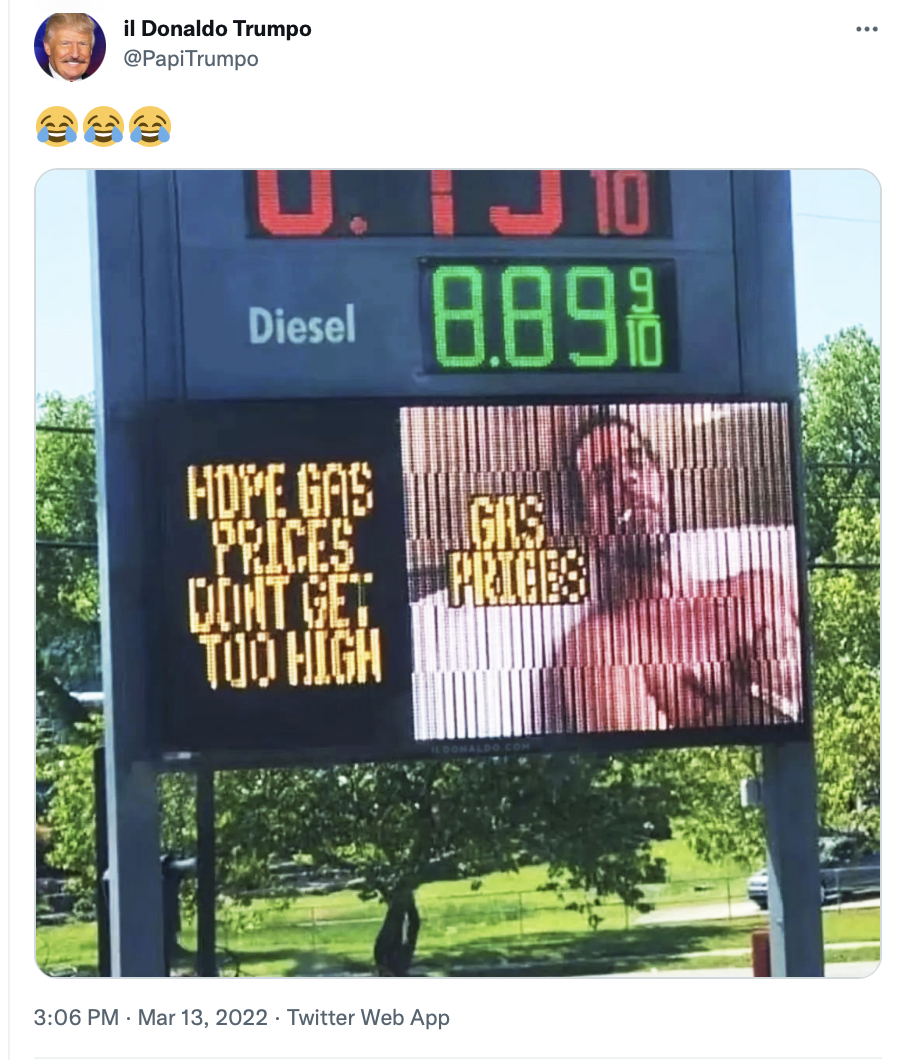 il Donaldo Trumpo
@PapiTrumpo
😂😂😂
10
Diesel
8.89 9/10
HOPE GAS
PRICES
DONT GET
TOO HIGH
GAS
PRICES
ILDONALDO.COM
3:06 PM · Mar 13, 2022 · Twitter Web App